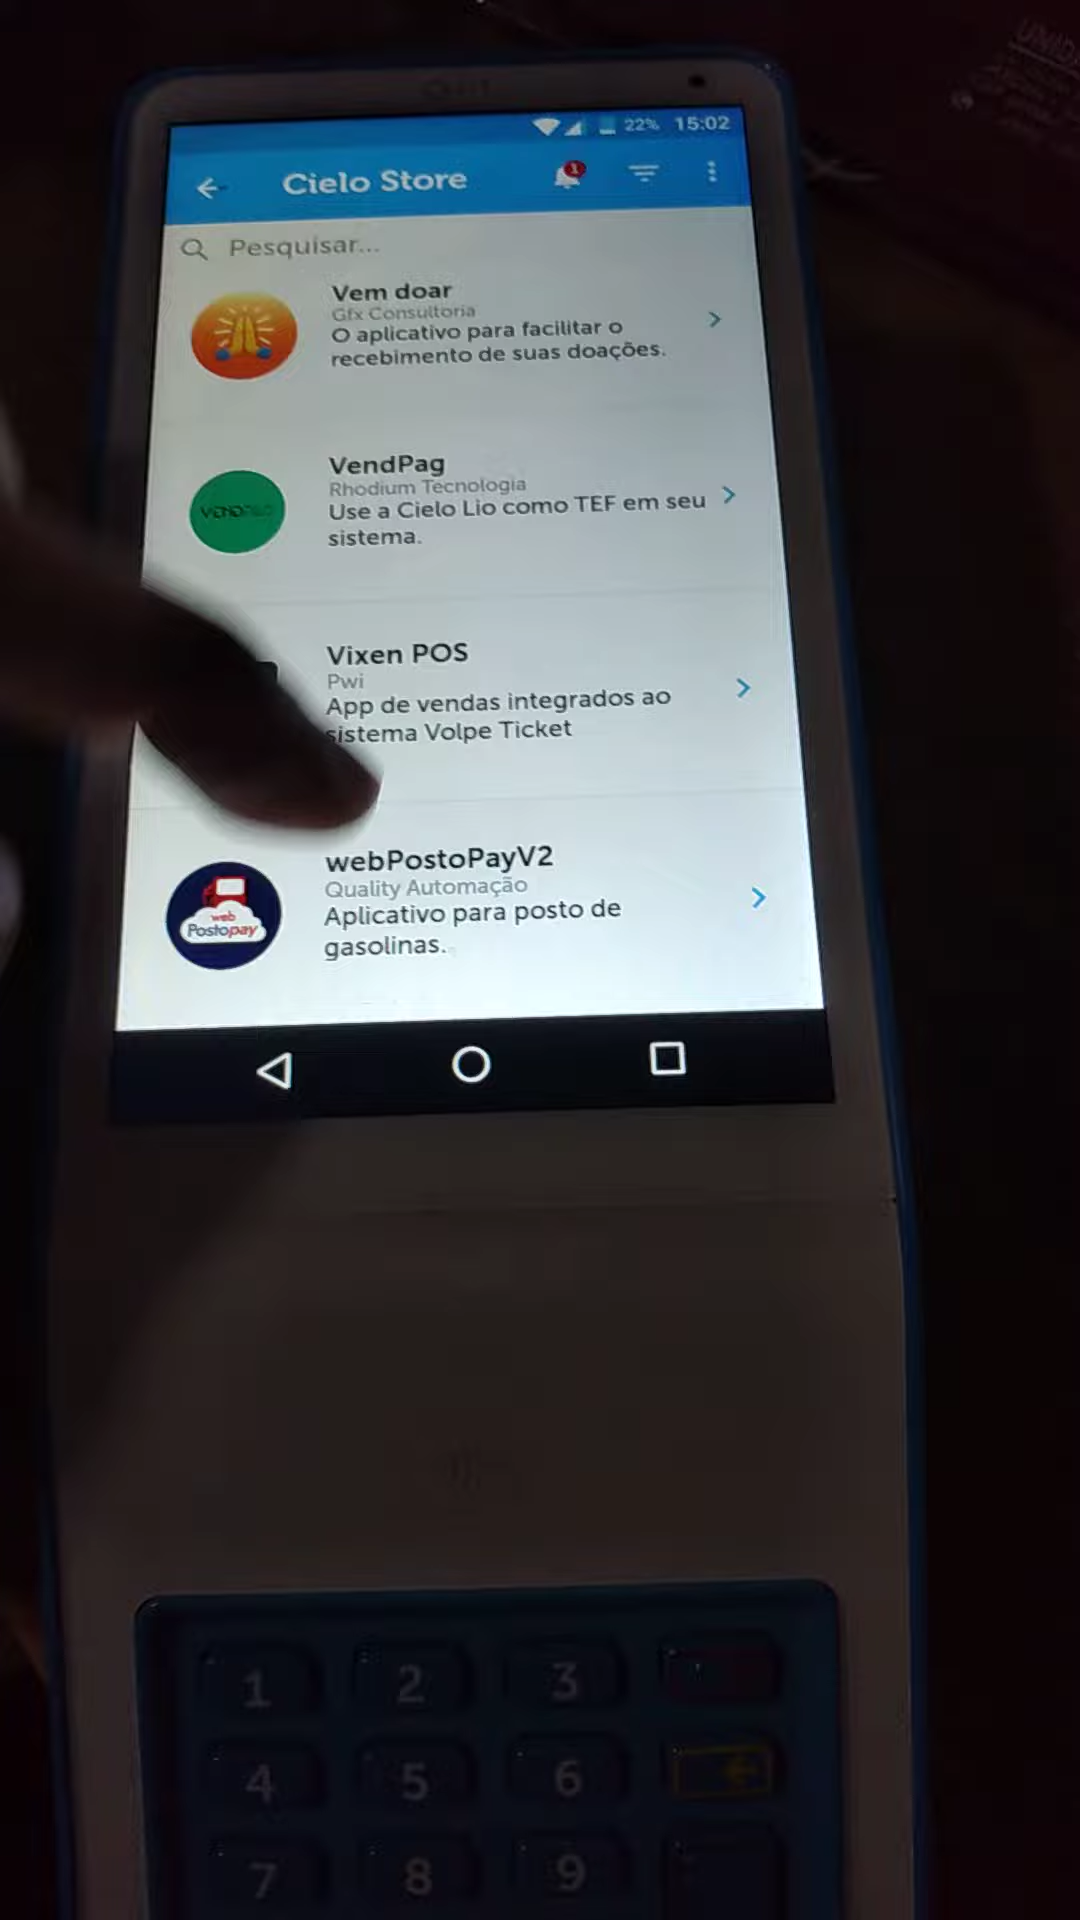 22% 15:02
Cielo Store
1
Pesquisar...
Vem doar
Gfx Consultoria
O aplicativo para facilitar o
recebimento de suas doações.
VendPag
Rhodium Tecnologia
Use a Cielo Lio como TEF em seu
sistema.
Vixen POS
Pwi
App de vendas integrados ao
sistema Volpe Ticket
webPostoPayV2
Quality Automação
Aplicativo para posto de
gasolinas.
web
Postopay
1 2 3
4 5 6
7 8 9